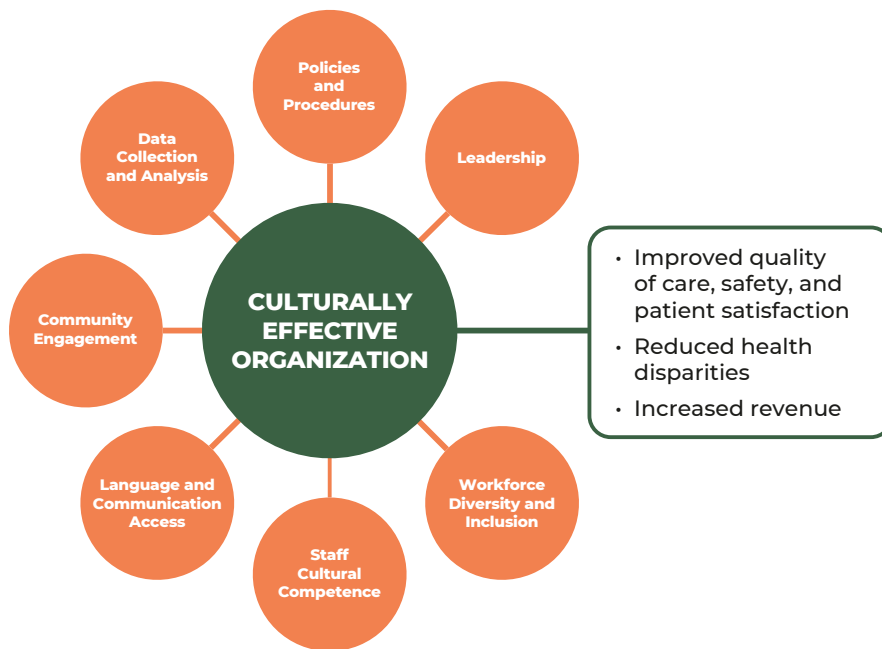 Policies
and
Procedures
Leadership
Data
Collection
and Analysis
Community
Engagement
CULTURALLY
EFFECTIVE
ORGANIZATION
• Improved quality
of care, safety, and
patient satisfaction
• Reduced health
disparities
• Increased revenue
Language and
Communication
Access
Staff
Cultural
Competence
Workforce
Diversity and
Inclusion